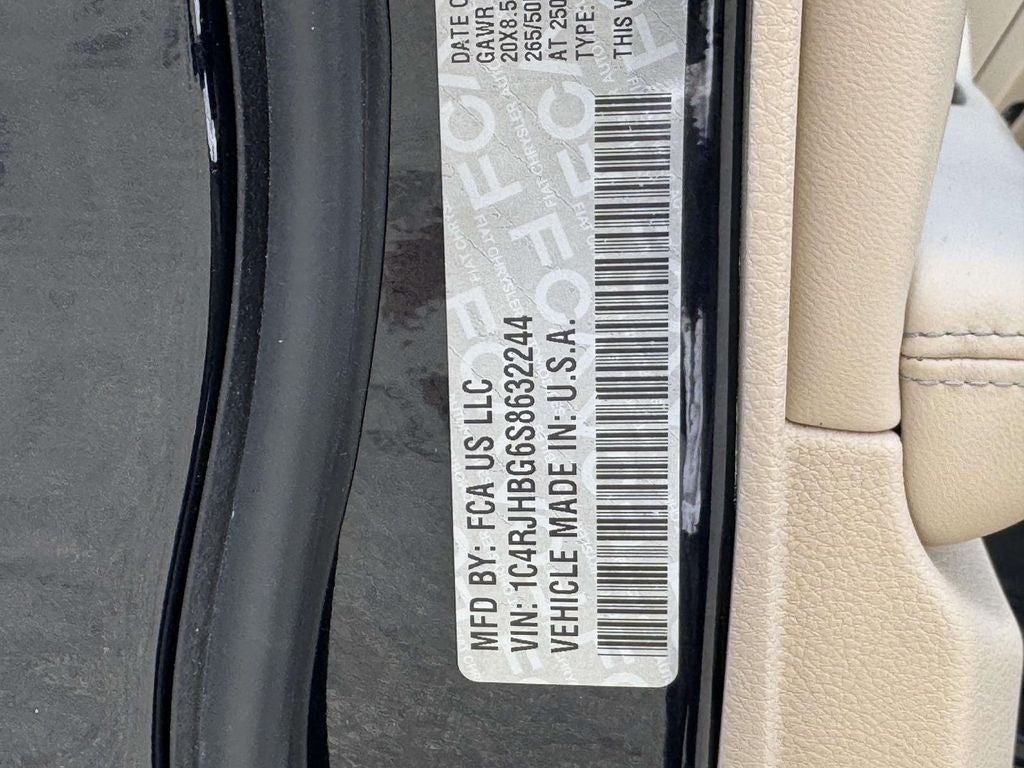 DATE O
GAWR
20X8.5
265/50
AT 250
TYPE:
THIS V
MFD BY: FCA US LLC
VIN: 1C4RJHBG6S8632244
VEHICLE MADE IN: U.S.A.